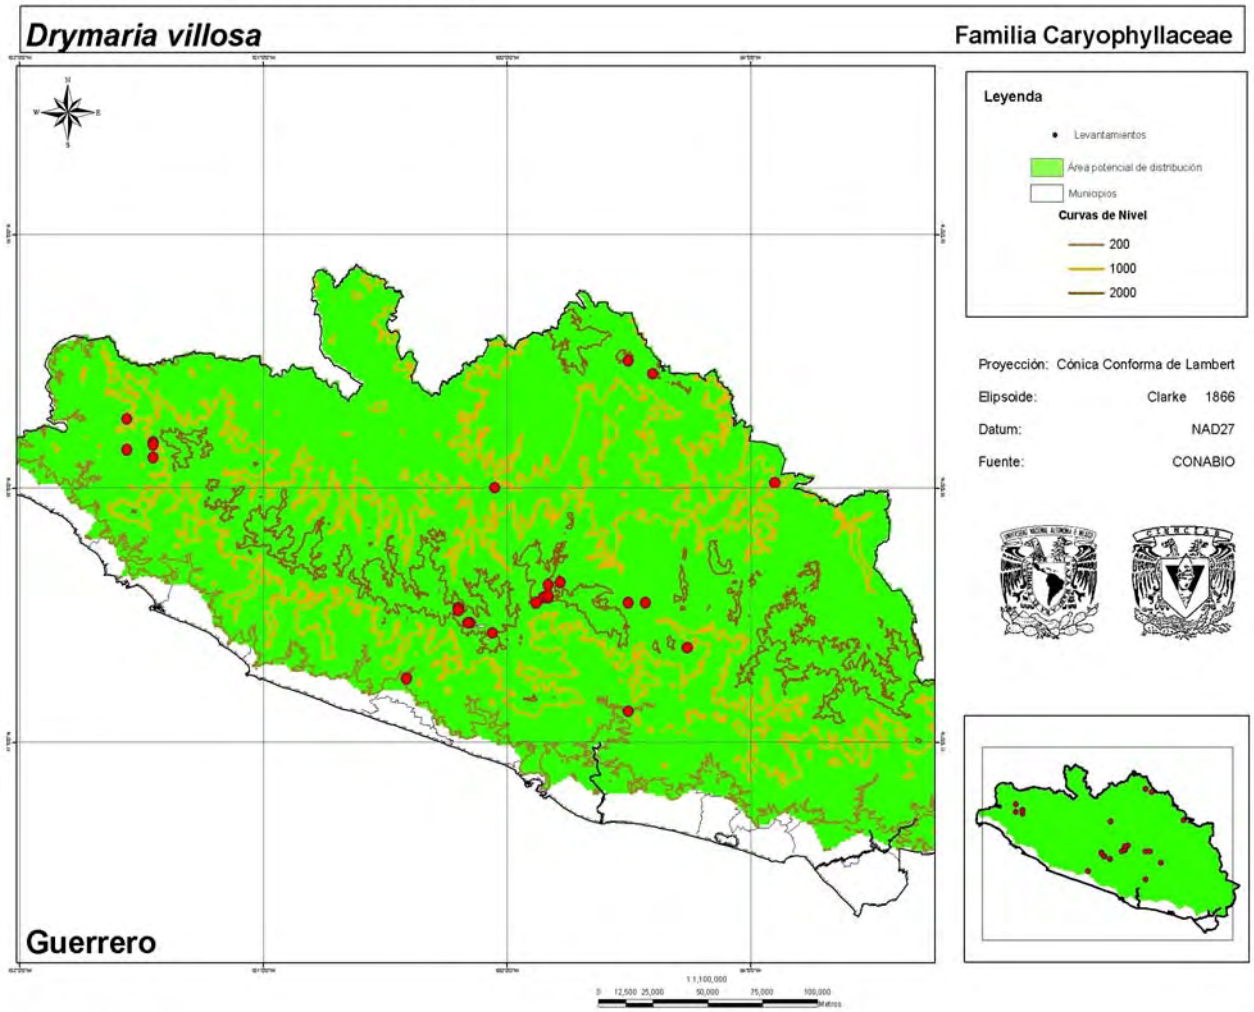 Drymaria villosa
Familia Caryophyllaceae
N
W
E
S
Leyenda
Levantamientos
Área potencial de distribución
Municipios
Curvas de Nivel
200
1000
2000
Proyección: Cónica Conforma de Lambert
Elipsoide: Clarke 1866
Datum: NAD27
Fuente: CONABIO
Guerrero
1:1,100,000
0 12,500 25,000 50,000 75,000 100,000
Metros